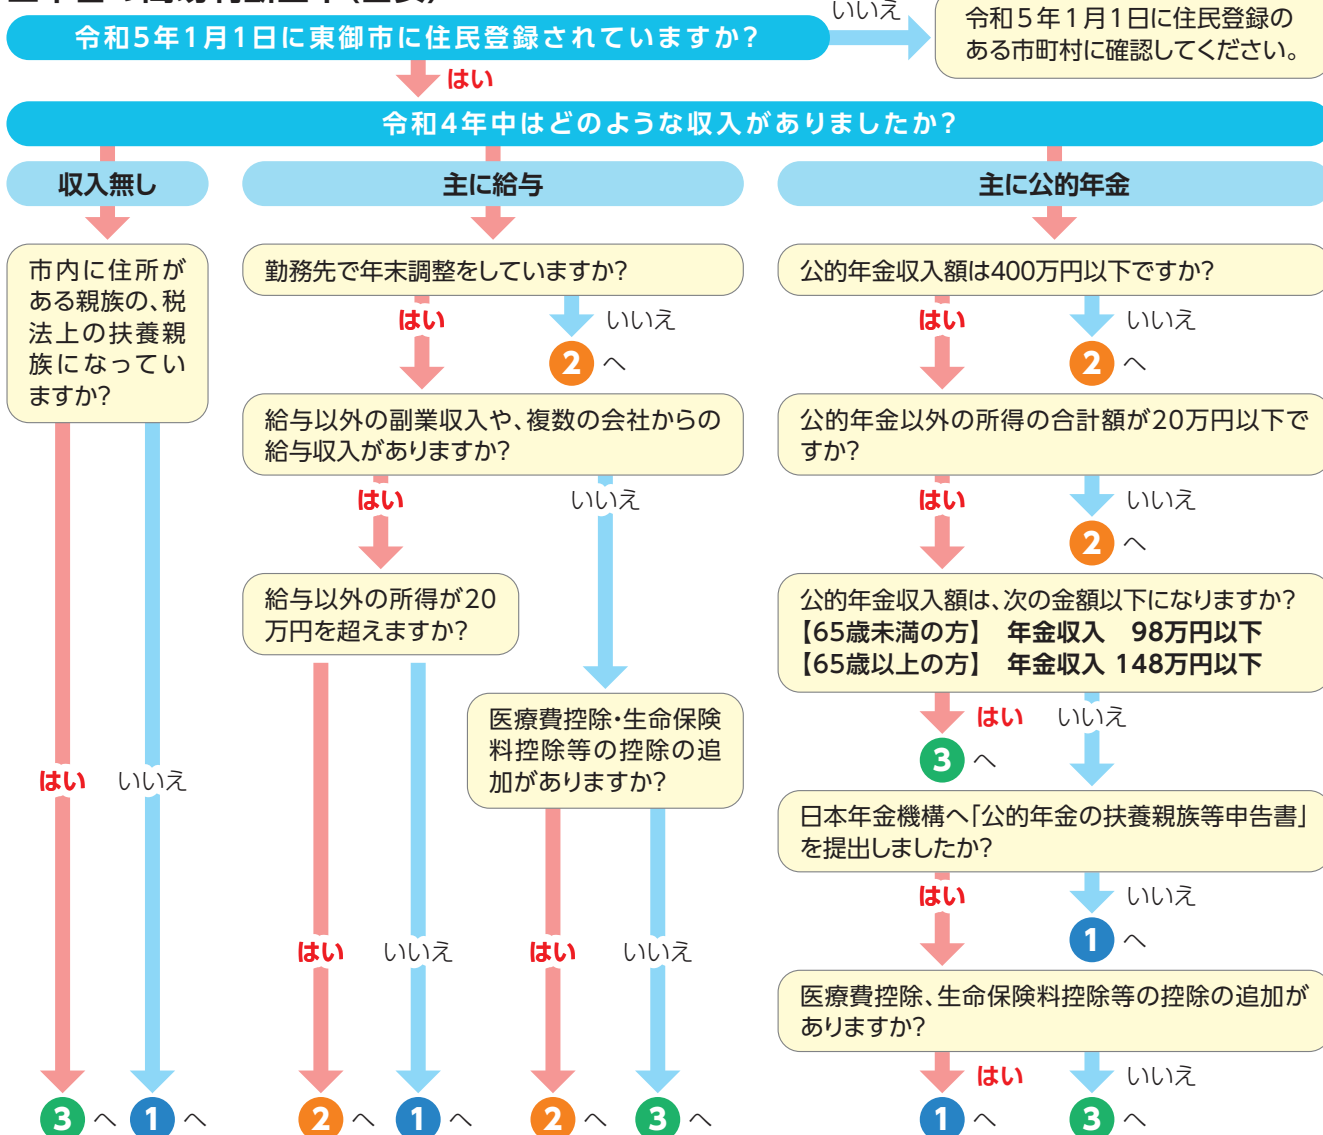 いいえ
令和5年1月1日に住民登録の
ある市町村に確認してください。
令和5年1月1日に東御市に住民登録されていますか?
はい
令和4年中はどのような収入がありましたか?
収入無し
主に給与
主に公的年金
市内に住所が
ある親族の、税
法上の扶養親
族になってい
ますか?
はい
いいえ
3 へ
1 へ
勤務先で年末調整をしていますか?
はい
いいえ
2 へ
給与以外の副業収入や、複数の会社からの
給与収入がありますか?
はい
いいえ
給与以外の所得が20
万円を超えますか?
はい
いいえ
2 へ
1 へ
医療費控除・生命保険
料控除等の控除の追
加がありますか?
はい
いいえ
2 へ
3 へ
公的年金収入額は400万円以下ですか?
はい
いいえ
2 へ
公的年金以外の所得の合計額が20万円以下で
すか?
はい
いいえ
2 へ
公的年金収入額は、次の金額以下になりますか?
【65歳未満の方】 年金収入 98万円以下
【65歳以上の方】 年金収入 148万円以下
はい
いいえ
3 へ
日本年金機構へ「公的年金の扶養親族等申告書」
を提出しましたか?
はい
いいえ
1 へ
医療費控除、生命保険料控除等の控除の追加が
ありますか?
はい
いいえ
1 へ
3 へ